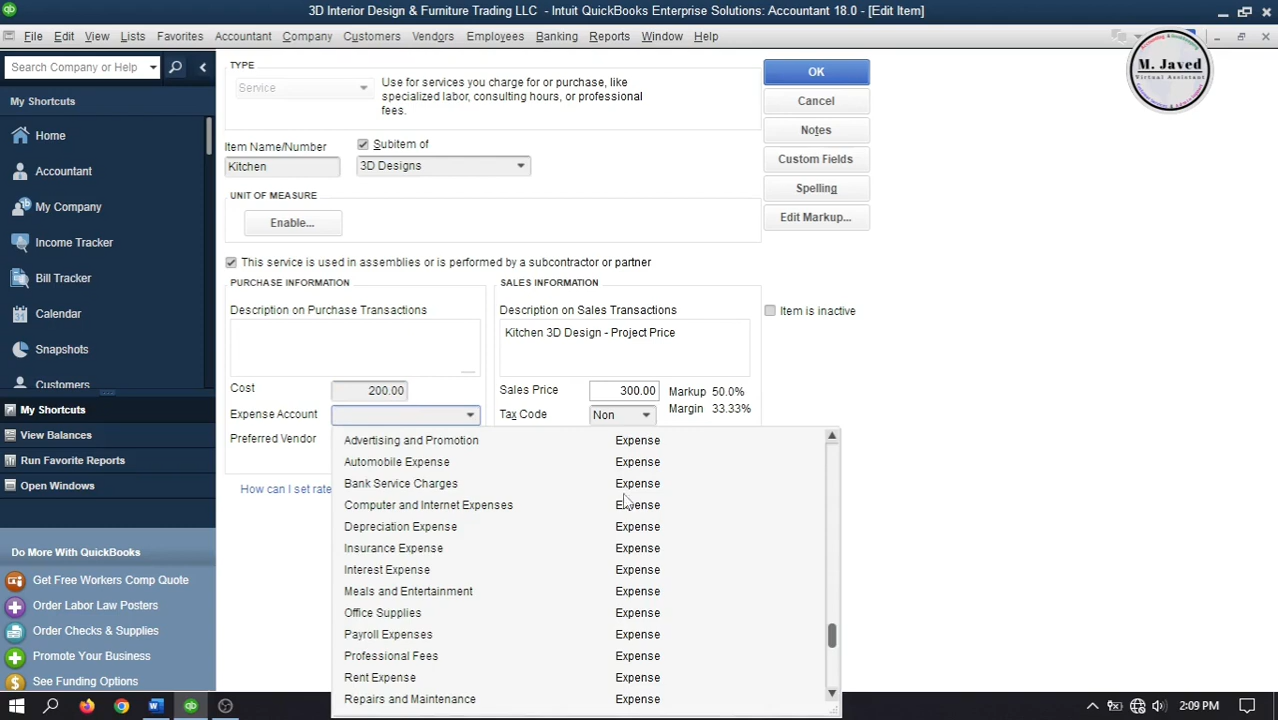 3D Interior Design & Furniture Trading LLC - Intuit QuickBooks Enterprise Solutions: Accountant 18.0 - [Edit Item]
File Edit View Lists Favorites Accountant Company Customers Vendors Employees Banking Reports Window Help
Search Company or Help
My Shortcuts
Home
Accountant
My Company
Income Tracker
Bill Tracker
Calendar
Snapshots
Customers
My Shortcuts
View Balances
Run Favorite Reports
Open Windows
Do More With QuickBooks
Get Free Workers Comp Quote
Order Labor Law Posters
Order Checks & Supplies
Promote Your Business
See Funding Options
TYPE
Service
Use for services you charge for or purchase, like
specialized labor, consulting hours, or professional
fees.
Item Name/Number
Subitem of
Kitchen
3D Designs
UNIT OF MEASURE
Enable...
This service is used in assemblies or is performed by a subcontractor or partner
PURCHASE INFORMATION
Description on Purchase Transactions
Cost 200.00
Expense Account
Preferred Vendor
How can I set rate
SALES INFORMATION
Description on Sales Transactions
Kitchen 3D Design - Project Price
Sales Price 300.00
Markup 50.0%
Tax Code Non
Margin 33.33%
Advertising and Promotion Expense
Automobile Expense Expense
Bank Service Charges Expense
Computer and Internet Expenses Expense
Depreciation Expense Expense
Insurance Expense Expense
Interest Expense Expense
Meals and Entertainment Expense
Office Supplies Expense
Payroll Expenses Expense
Professional Fees Expense
Rent Expense Expense
Repairs and Maintenance Expense
OK
Cancel
Notes
Custom Fields
Spelling
Edit Markup...
Item is inactive
M. Javed
Virtual Assistant
2:09 PM